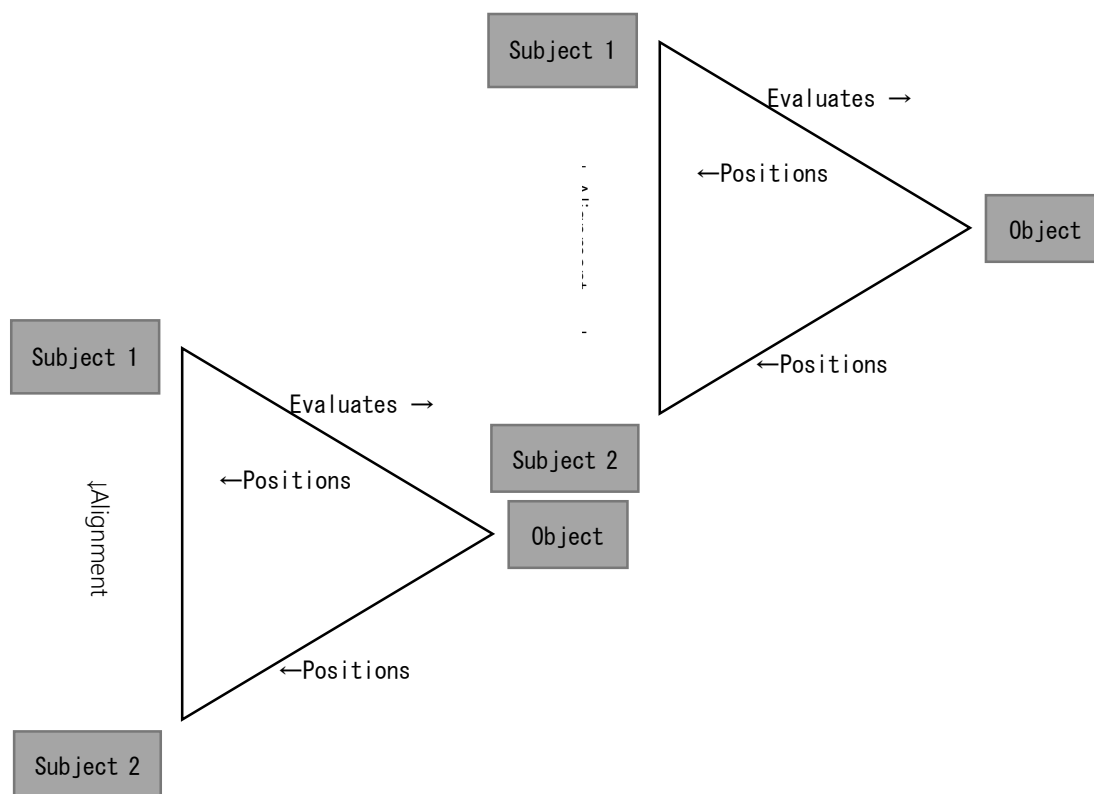 Subject 1
Evaluates →
←Positions
Object
←Positions
Subject 2
Subject 1
Evaluates →
←Positions
↓Alignment
Object
←Positions
Subject 2